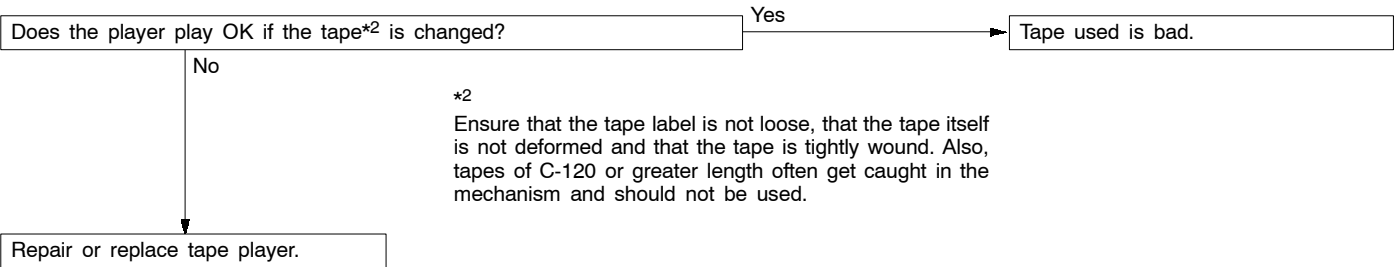 Yes
Does the player play OK if the tape*2 is changed?
Tape used is bad.
No
*2
Ensure that the tape label is not loose, that the tape itself
is not deformed and that the tape is tightly wound. Also,
tapes of C-120 or greater length often get caught in the
mechanism and should not be used.
Repair or replace tape player.